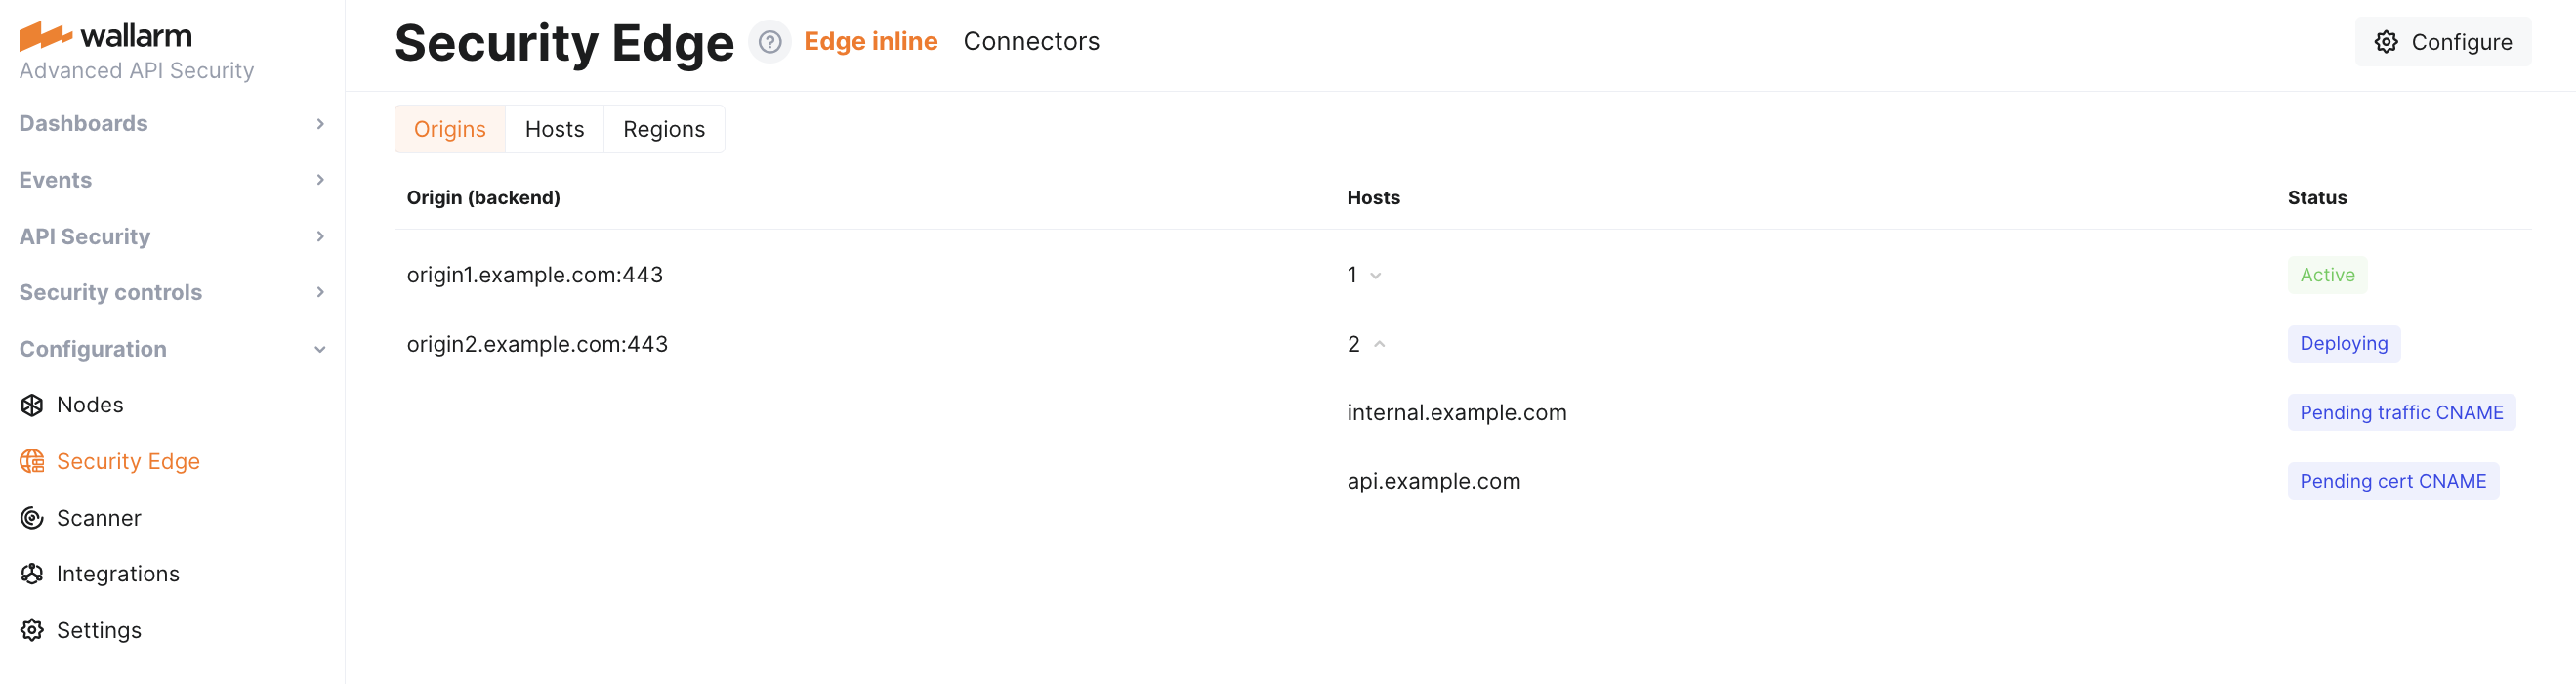 wallarm
Advanced API Security
Dashboards
Events
API Security
Security controls
Configuration
Nodes
Security Edge
Scanner
Integrations
Settings
Security Edge ? Edge inline Connectors Configure
Origins Hosts Regions
Origin (backend) Hosts Status
origin1.example.com:443 1 Active
origin2.example.com:443 2 Deploying
internal.example.com Pending traffic CNAME
api.example.com Pending cert CNAME